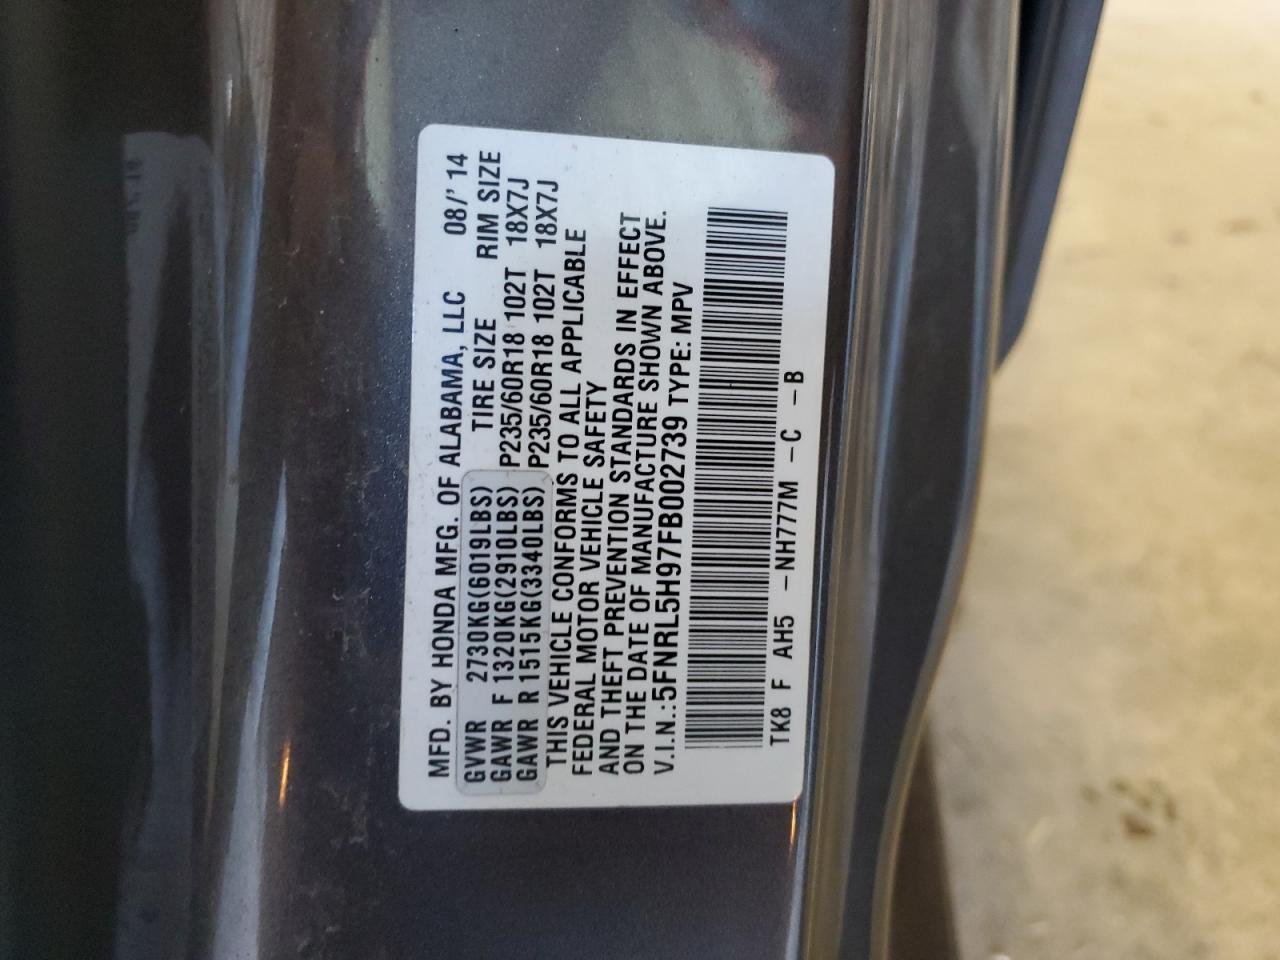 MFD. BY HONDA MFG. OF ALABAMA, LLC 08/'14
GVWR 2730KG(6019LBS) TIRE SIZE RIM SIZE
GAWR F 1320KG(2910LBS) P235/60R18 102T 18X7J
GAWR R 1515KG(3340LBS) P235/60R18 102T 18X7J
THIS VEHICLE CONFORMS TO ALL APPLICABLE
FEDERAL MOTOR VEHICLE SAFETY
AND THEFT PREVENTION STANDARDS IN EFFECT
ON THE DATE OF MANUFACTURE SHOWN ABOVE.
V.I.N.:5FNRL5H97FB002739 TYPE: MPV
TK8 F AH5 -NH777M -C -B